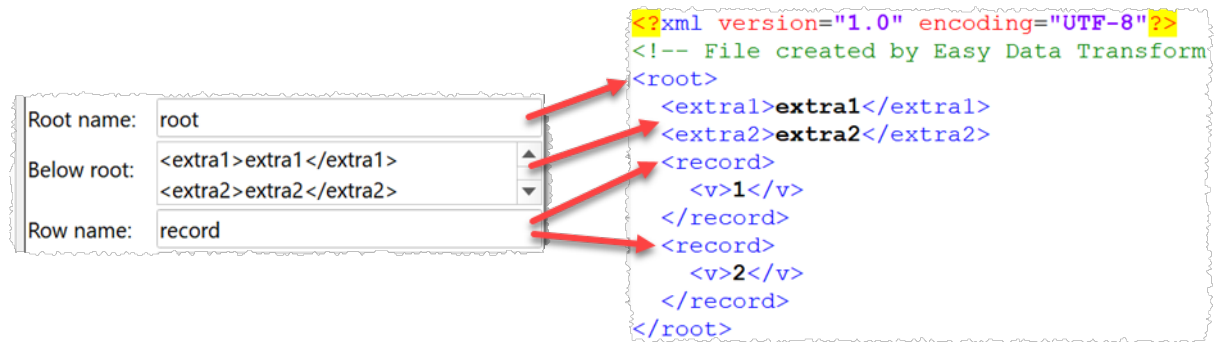 Root name: root
Below root: <extra1>extra1</extra1>
<extra2>extra2</extra2>
Row name: record
<?xml version="1.0" encoding="UTF-8"?>
<!-- File created by Easy Data Transform
<root>
<extra1>extra1</extra1>
<extra2>extra2</extra2>
<record>
<v>1</v>
</record>
<record>
<v>2</v>
</record>
</root>